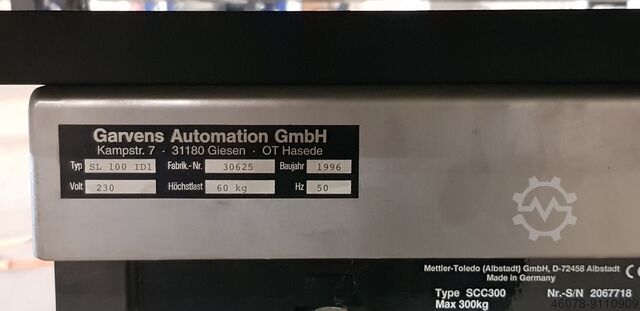 Garvens Automation GmbH
Kampstr. 7 · 31180 Giesen · OT Hasede
Typ SL 100 ID1 Fabrik.-Nr. 30625 Baujahr 1996
Volt 230 Höchstlast 60 kg Hz 50
Mettler-Toledo (Albstadt) GmbH, D-72458 Albstadt
Made in Germany
Type SCC300 Nr.-S/N 2067718
Max 300kg
46078-9110909